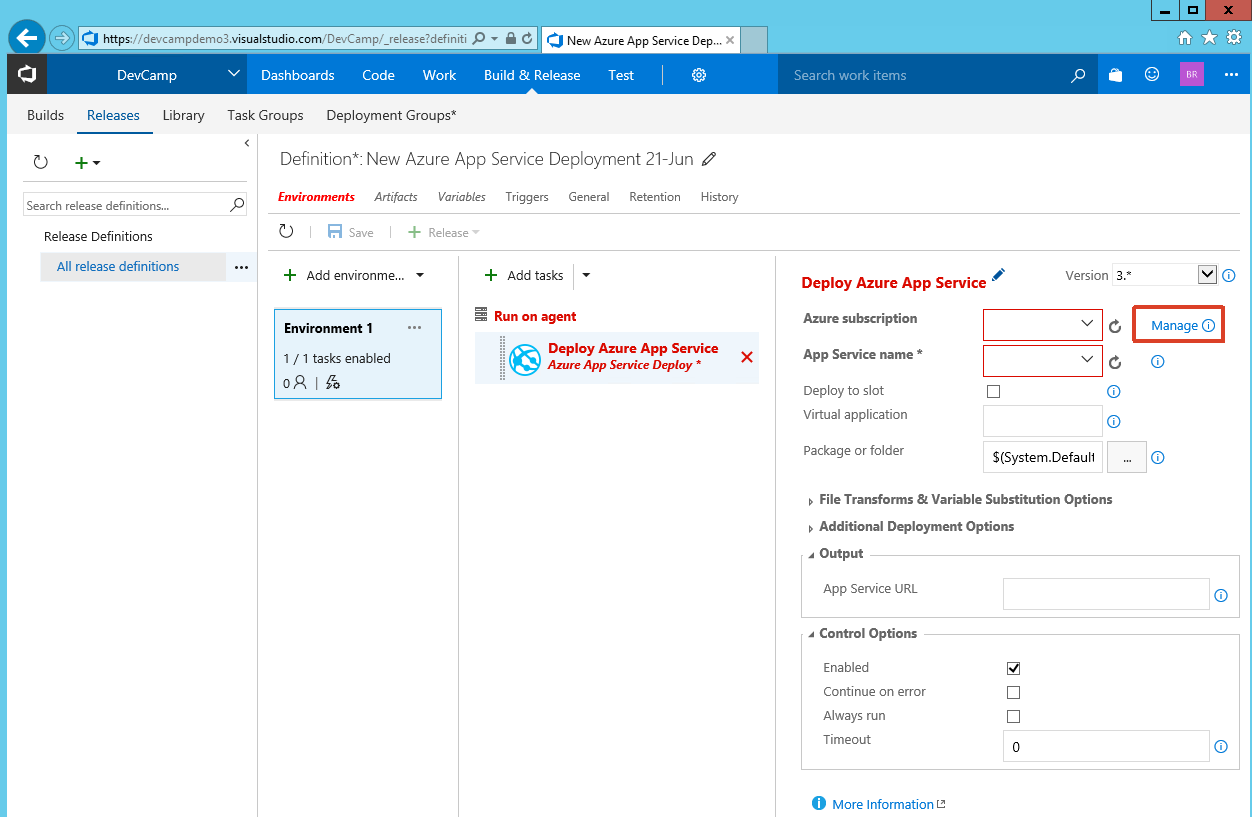 https://devcampdemo3.visualstudio.com/DevCamp/_release?definiti
New Azure App Service Dep...
DevCamp
Dashboards Code Work Build & Release Test
Search work items
BR
Builds Releases Library Task Groups Deployment Groups*
Definition*: New Azure App Service Deployment 21-Jun
Search release definitions...
Release Definitions
All release definitions
Environments Artifacts Variables Triggers General Retention History
Save Release
Add environme...
Environment 1
1 / 1 tasks enabled
0
Add tasks
Run on agent
Deploy Azure App Service
Azure App Service Deploy *
Deploy Azure App Service
Version 3.*
Azure subscription
Manage
App Service name *
Deploy to slot
Virtual application
Package or folder
$(System.Default
...
File Transforms & Variable Substitution Options
Additional Deployment Options
Output
App Service URL
Control Options
Enabled
Continue on error
Always run
Timeout
0
More Information